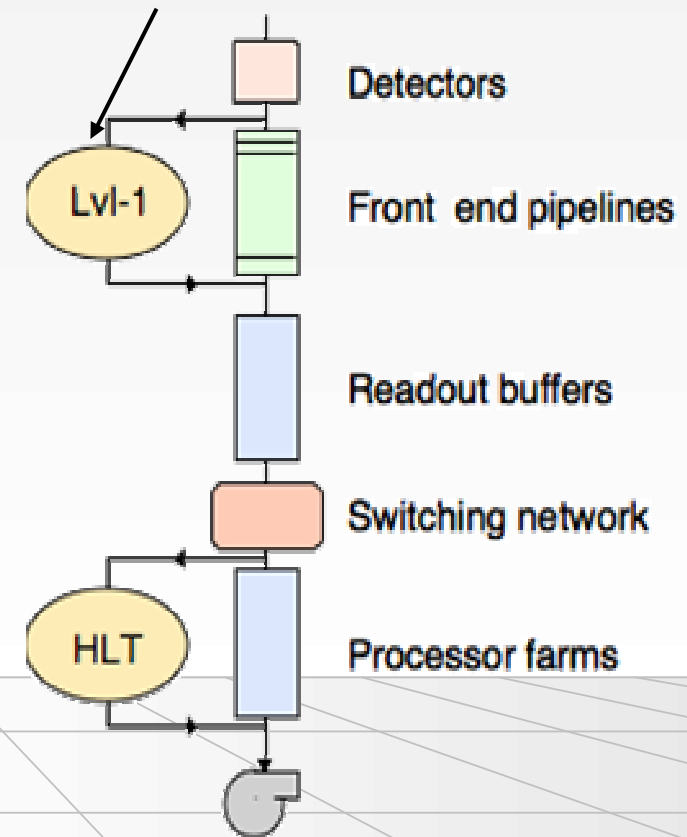 Detectors
Lvl-1
Front end pipelines
Readout buffers
Switching network
HLT
Processor farms